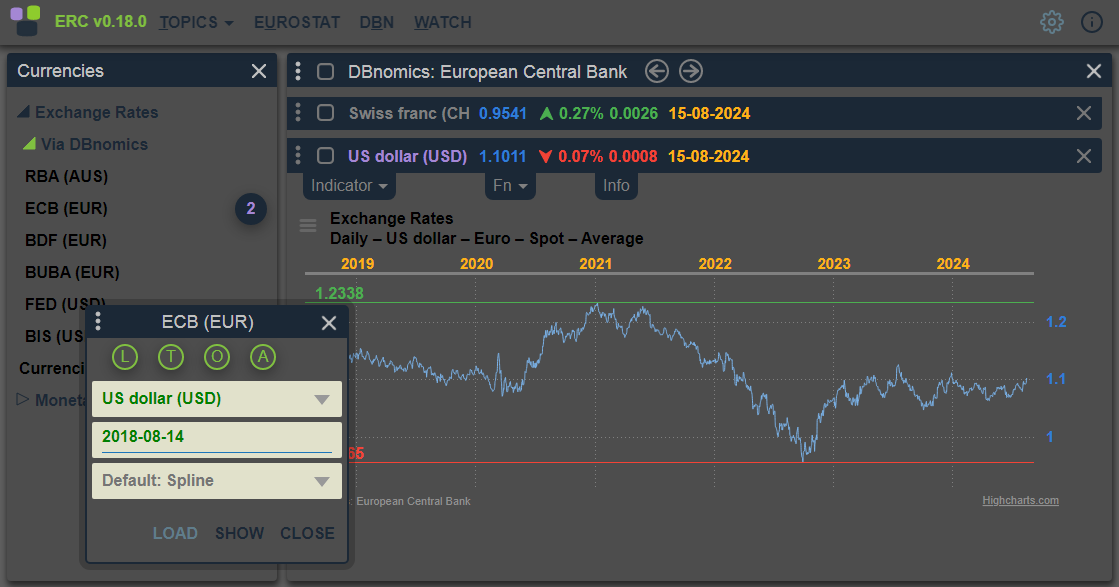 ERC v0.18.0 TOPICS EUROSTAT DBN WATCH
Currencies
Exchange Rates
Via DBnomics
RBA (AUS)
ECB (EUR) 2
BDF (EUR)
BUBA (EUR)
FED (USD)
BIS (US
Currenci
Moneta
ECB (EUR)
L T O A
US dollar (USD)
2018-08-14
Default: Spline
LOAD SHOW CLOSE
DBnomics: European Central Bank
Swiss franc (CH 0.9541 0.27% 0.0026 15-08-2024
US dollar (USD) 1.1011 0.07% 0.0008 15-08-2024
Indicator Fn Info
Exchange Rates
Daily – US dollar – Euro – Spot – Average
2019 2020 2021 2022 2023 2024
1.2338
1.2
1.1
1
65
European Central Bank Highcharts.com